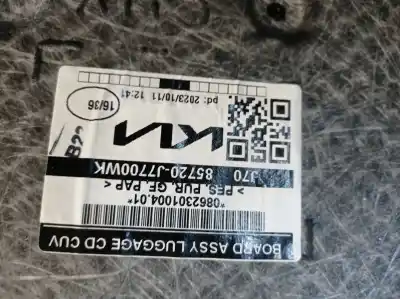 BOARD ASSY LUGGAGE CD CUV
*0862301004.01*
> PES, PUR, GF, PAP <
J70 85720-J7700WK
KIA
16/36
pd: 2023/10/11 12:41